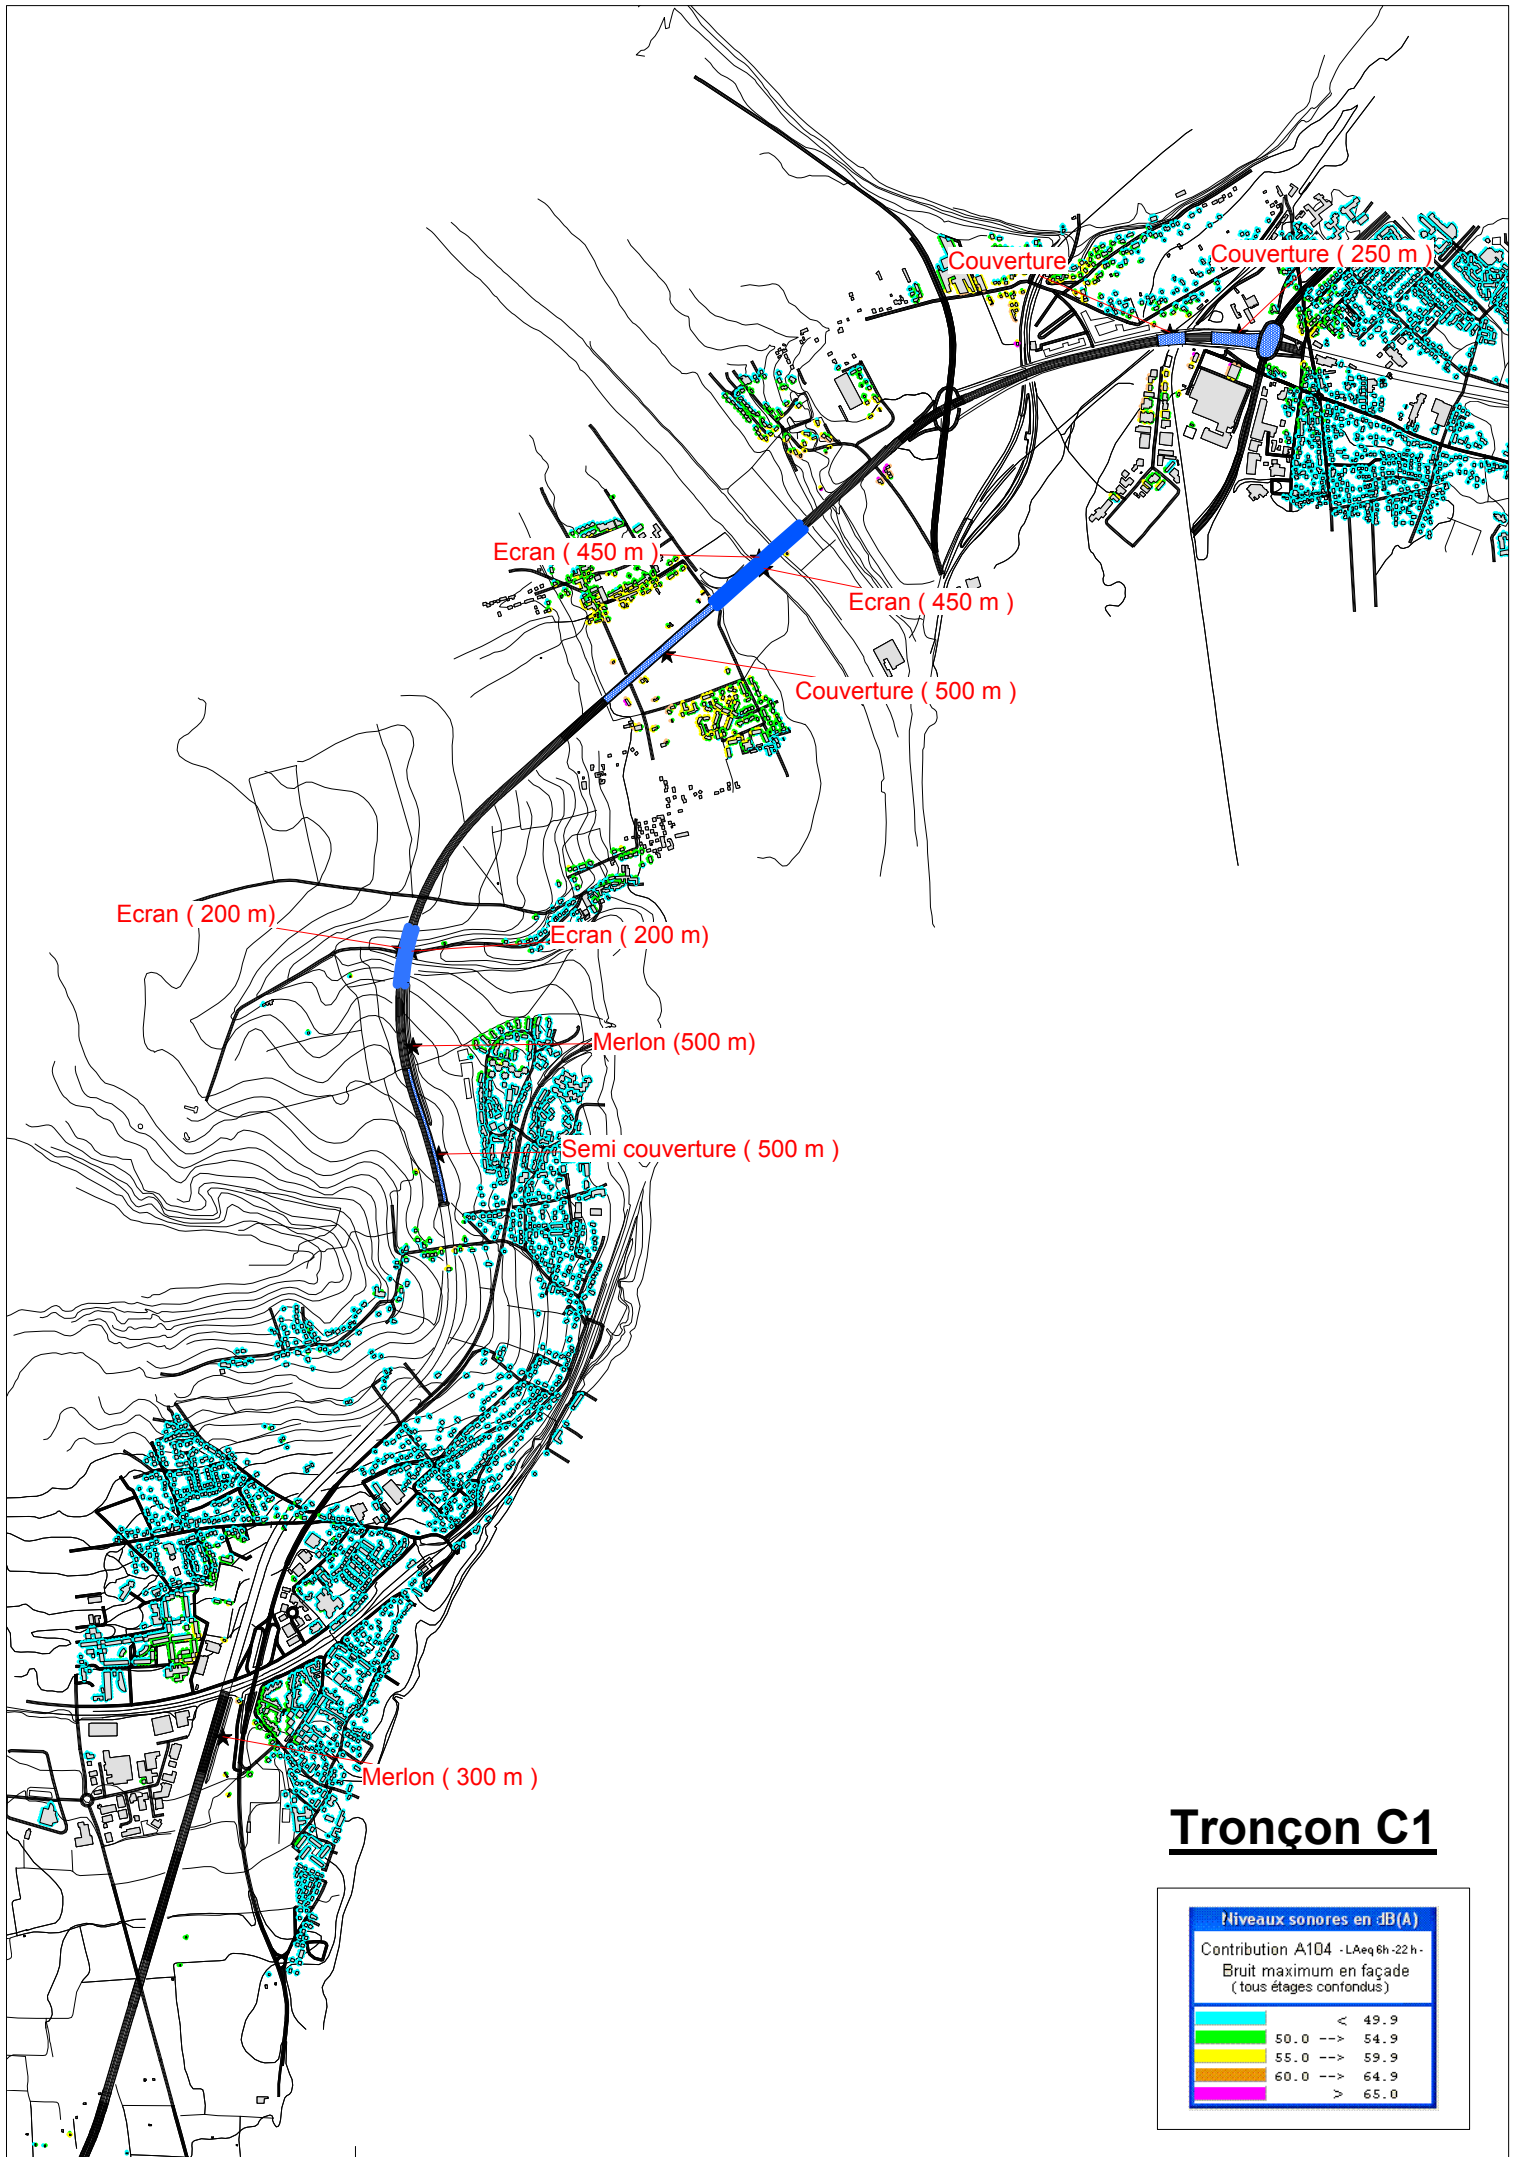 Couverture
Couverture ( 250 m )
Ecran ( 450 m )
Ecran ( 450 m )
Couverture ( 500 m )
Ecran ( 200 m)
Ecran ( 200 m)
Merlon (500 m)
Semi couverture ( 500 m )
Merlon ( 300 m )
Tronçon C1
Niveaux sonores en dB(A)
Contribution A104 - LAeq 6h-22h -
Bruit maximum en façade
( tous étages confondus )
< 49.9
50.0 --> 54.9
55.0 --> 59.9
60.0 --> 64.9
> 65.0